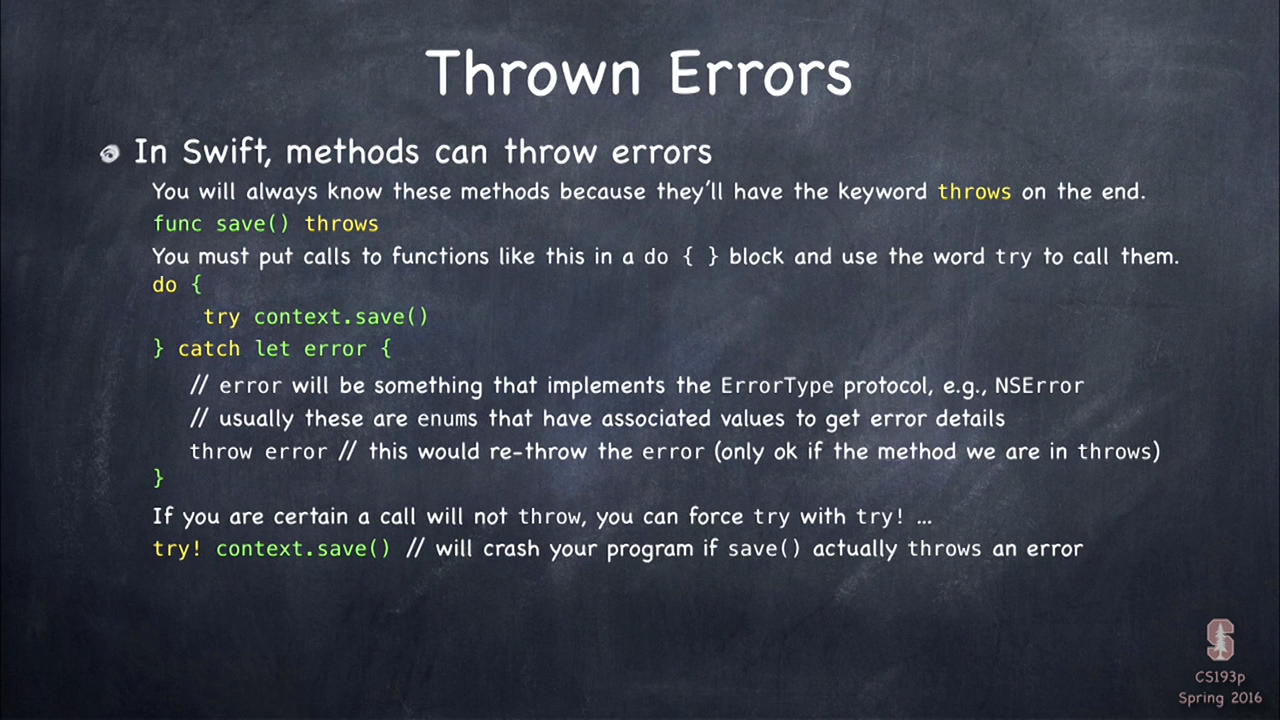 Thrown Errors
In Swift, methods can throw errors
You will always know these methods because they'll have the keyword throws on the end.
func save() throws
You must put calls to functions like this in a do { } block and use the word try to call them.
do {
    try context.save()
} catch let error {
// error will be something that implements the ErrorType protocol, e.g., NSError
// usually these are enums that have associated values to get error details
throw error // this would re-throw the error (only ok if the method we are in throws)
}
If you are certain a call will not throw, you can force try with try! …
try! context.save() // will crash your program if save() actually throws an error
S
CS193p
Spring 2016